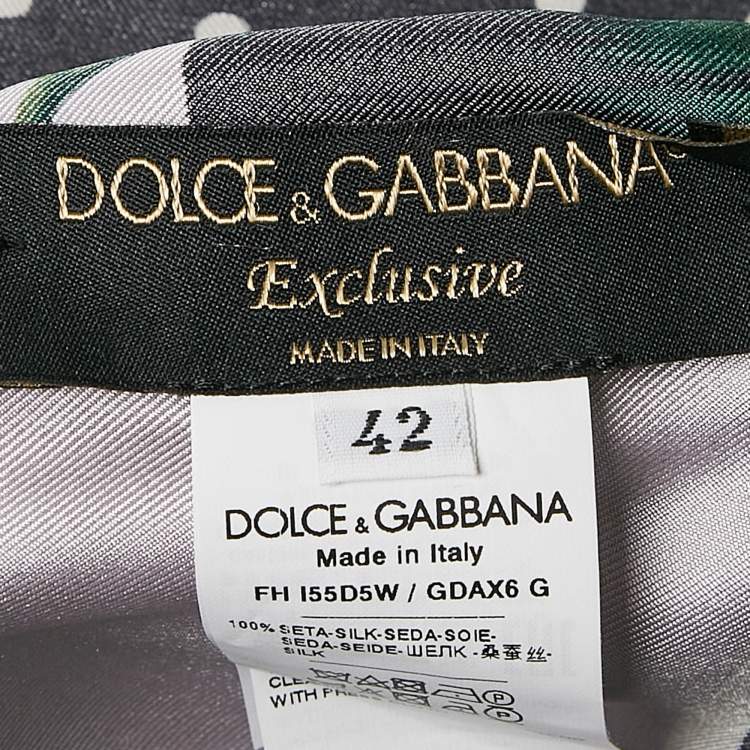 DOLCE & GABBANA
Exclusive
MADE IN ITALY
42
DOLCE & GABBANA
Made in Italy
FH I55D5W / GDAX6 G
100% SETA-SILK-SEDA-SOIE-
SEDA-SEIDE-ШЕЛК -桑蚕丝-
SILK
WITH